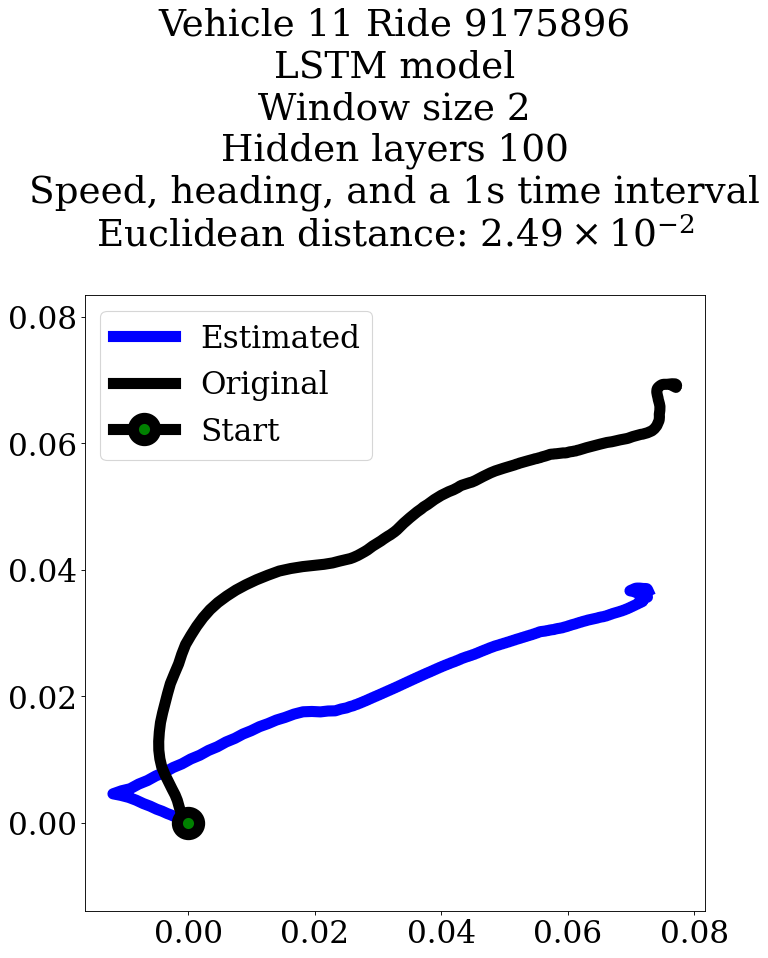 Vehicle 11 Ride 9175896
LSTM model
Window size 2
Hidden layers 100
Speed, heading, and a 1s time interval
Euclidean distance: 2.49 × 10⁻²
Estimated
Original
Start
0.08
0.06
0.04
0.02
0.00
0.00 0.02 0.04 0.06 0.08